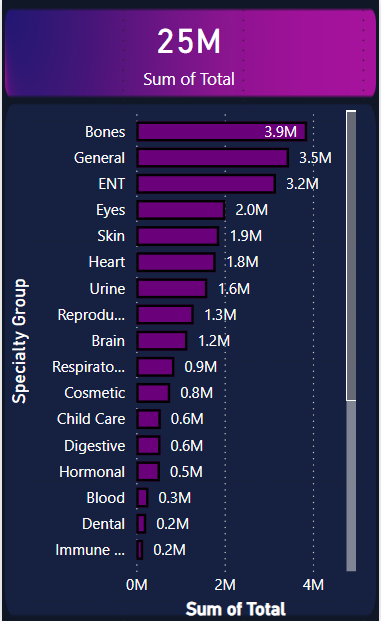 25M
Sum of Total
Specialty Group
Bones 3.9M
General 3.5M
ENT 3.2M
Eyes 2.0M
Skin 1.9M
Heart 1.8M
Urine 1.6M
Reprodu... 1.3M
Brain 1.2M
Respirato... 0.9M
Cosmetic 0.8M
Child Care 0.6M
Digestive 0.6M
Hormonal 0.5M
Blood 0.3M
Dental 0.2M
Immune ... 0.2M
0M 2M 4M
Sum of Total